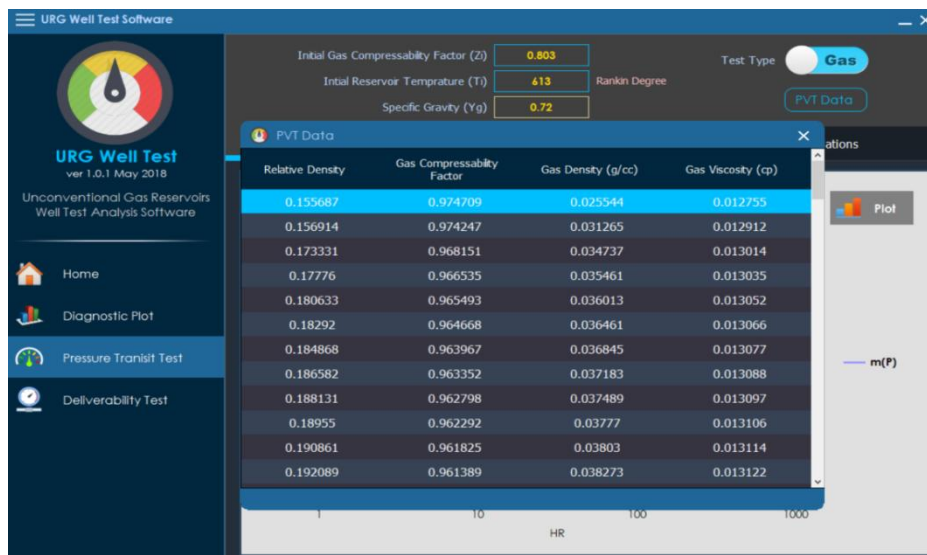 URG Well Test Software
Initial Gas Compressability Factor (Zi) 0.803
Intial Reservoir Temprature (Ti) 613 Rankin Degree
Specific Gravity (Yg) 0.72
Test Type Gas
PVT Data
URG Well Test
ver 1.0.1 May 2018
Unconventional Gas Reservoirs
Well Test Analysis Software
Home
Diagnostic Plot
Pressure Transit Test
Deliverability Test
PVT Data
ations
Relative Density Gas Compressability Factor Gas Density (g/cc) Gas Viscosity (cp)
0.155687 0.974709 0.025544 0.012755
0.156914 0.974247 0.031265 0.012912
0.173331 0.968151 0.034737 0.013014
0.17776 0.966535 0.035461 0.013035
0.180633 0.965493 0.036013 0.013052
0.18292 0.964668 0.036461 0.013066
0.184868 0.963967 0.036845 0.013077
0.186582 0.963352 0.037183 0.013088
0.188131 0.962798 0.037489 0.013097
0.18955 0.962292 0.03777 0.013106
0.190861 0.961825 0.03803 0.013114
0.192089 0.961389 0.038273 0.013122
Plot
m(P)
1 10 100 1000
HR